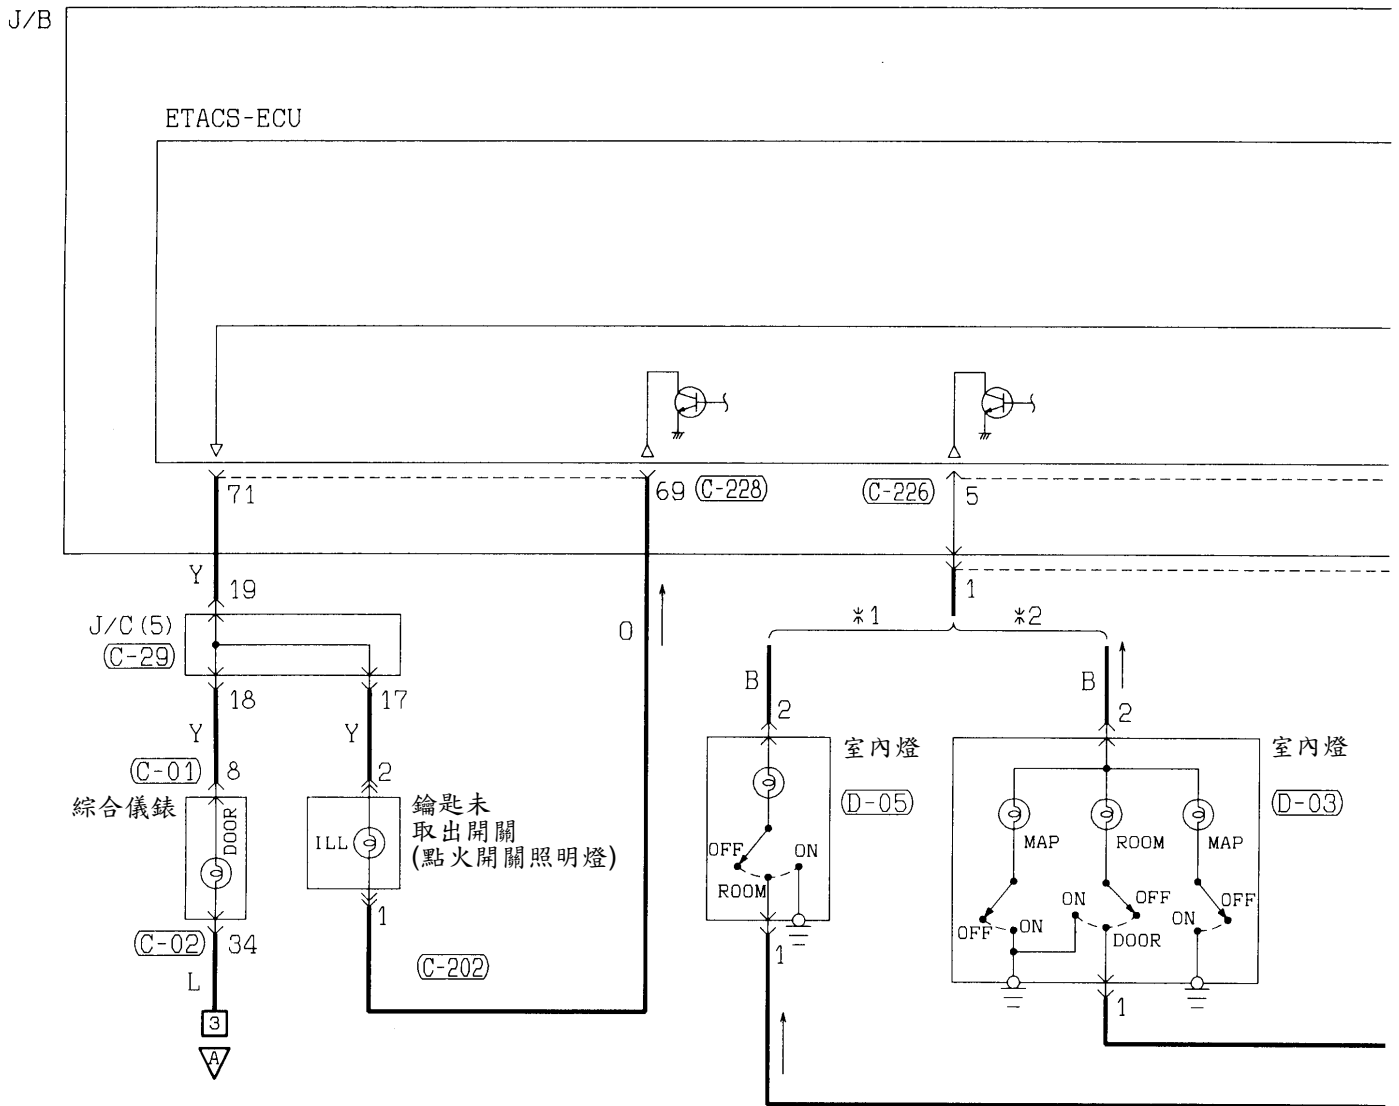 J/B
ETACS-ECU
71
69 (C-228)
(C-226) 5
Y 19
1
J/C(5)
(C-29)
O
*1
*2
18
17
B
2
B
2
Y
Y
(C-01) 8
2
室內燈
室內燈
綜合儀錶
DOOR
ILL
鑰匙未
取出開關
(點火開關照明燈)
(D-05)
(D-03)
OFF
ON
ROOM
MAP
ROOM
MAP
OFF
ON
ON
OFF
DOOR
ON
OFF
1
(C-02) 34
(C-202)
1
1
L
3
A